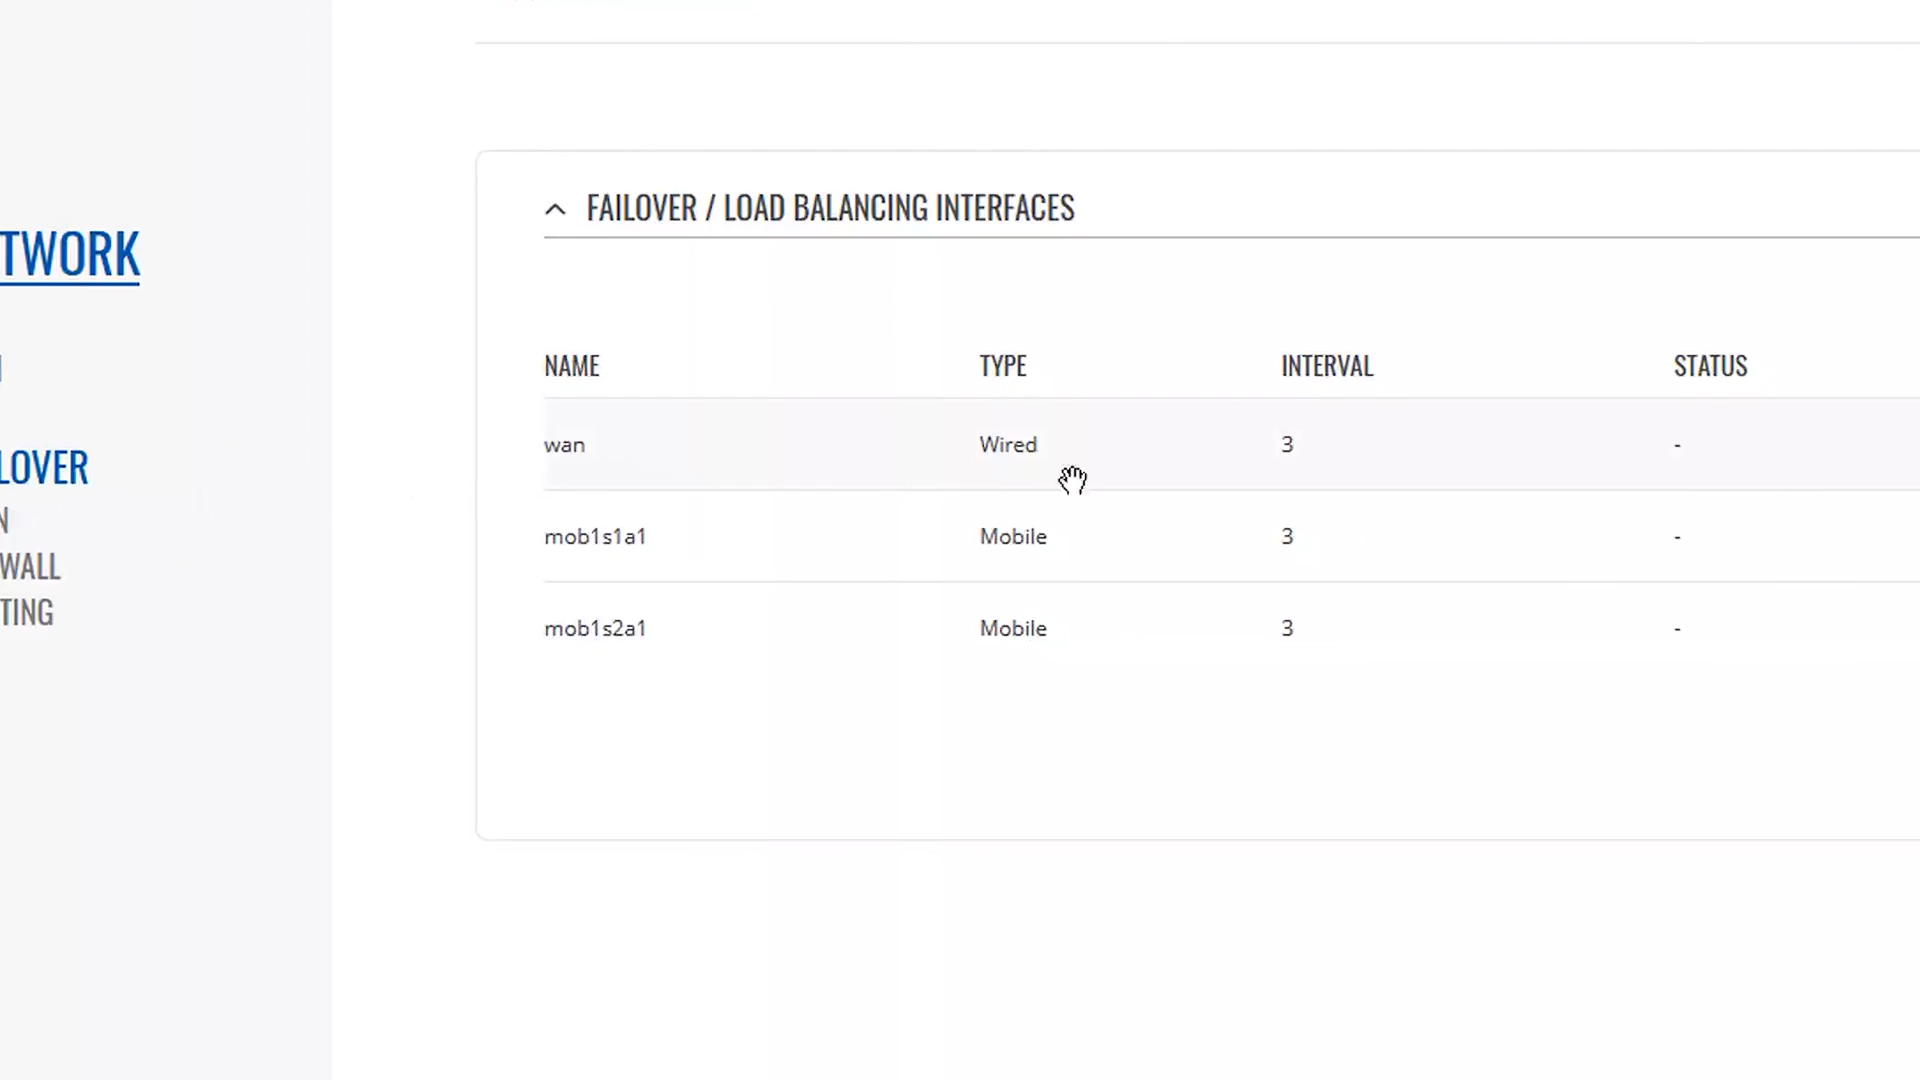 TWORK
LOVER
N
WALL
TING
FAILOVER / LOAD BALANCING INTERFACES
NAME TYPE INTERVAL STATUS
wan Wired 3 -
mob1s1a1 Mobile 3 -
mob1s2a1 Mobile 3 -